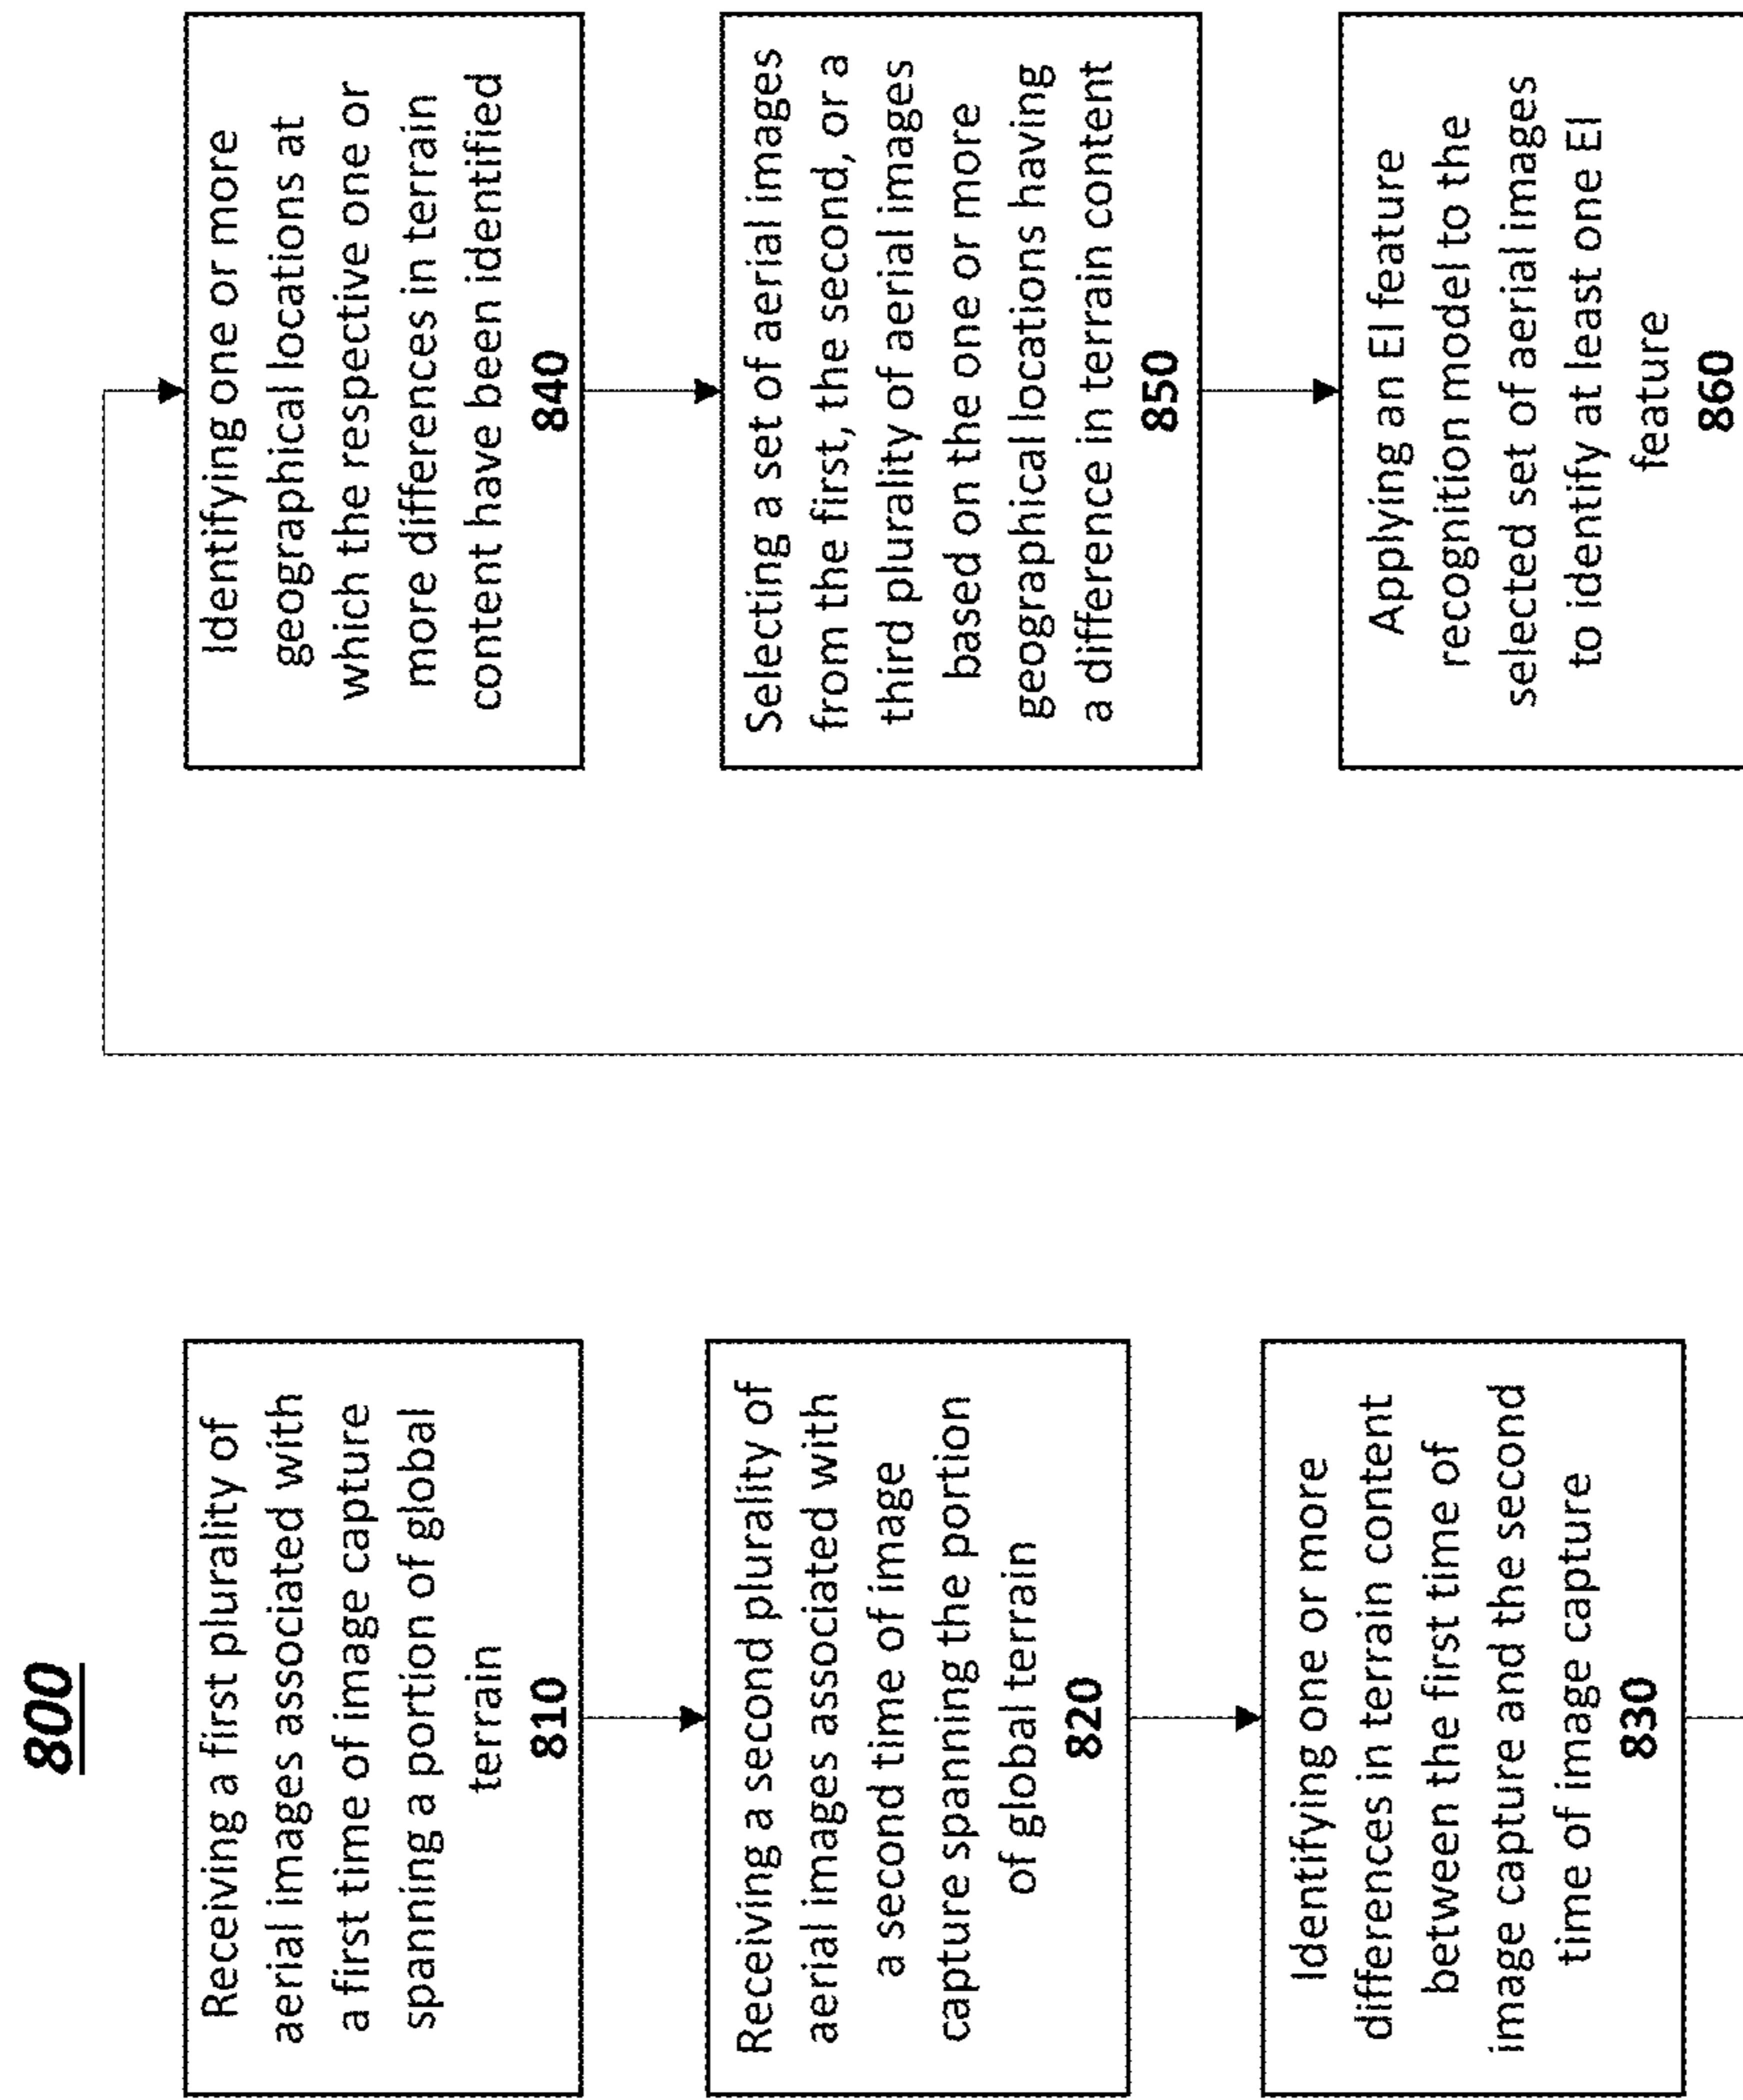 800
Receiving a first plurality of
aerial images associated with
a first time of image capture
spanning a portion of global
terrain
810
Receiving a second plurality of
aerial images associated with
a second time of image
capture spanning the portion
of global terrain
820
Identifying one or more
differences in terrain content
between the first time of
image capture and the second
time of image capture
830
Identifying one or more
geographical locations at
which the respective one or
more differences in terrain
content have been identified
840
Selecting a set of aerial images
from the first, the second, or a
third plurality of aerial images
based on the one or more
geographical locations having
a difference in terrain content
850
Applying an EI feature
recognition model to the
selected set of aerial images
to identify at least one EI
feature
860